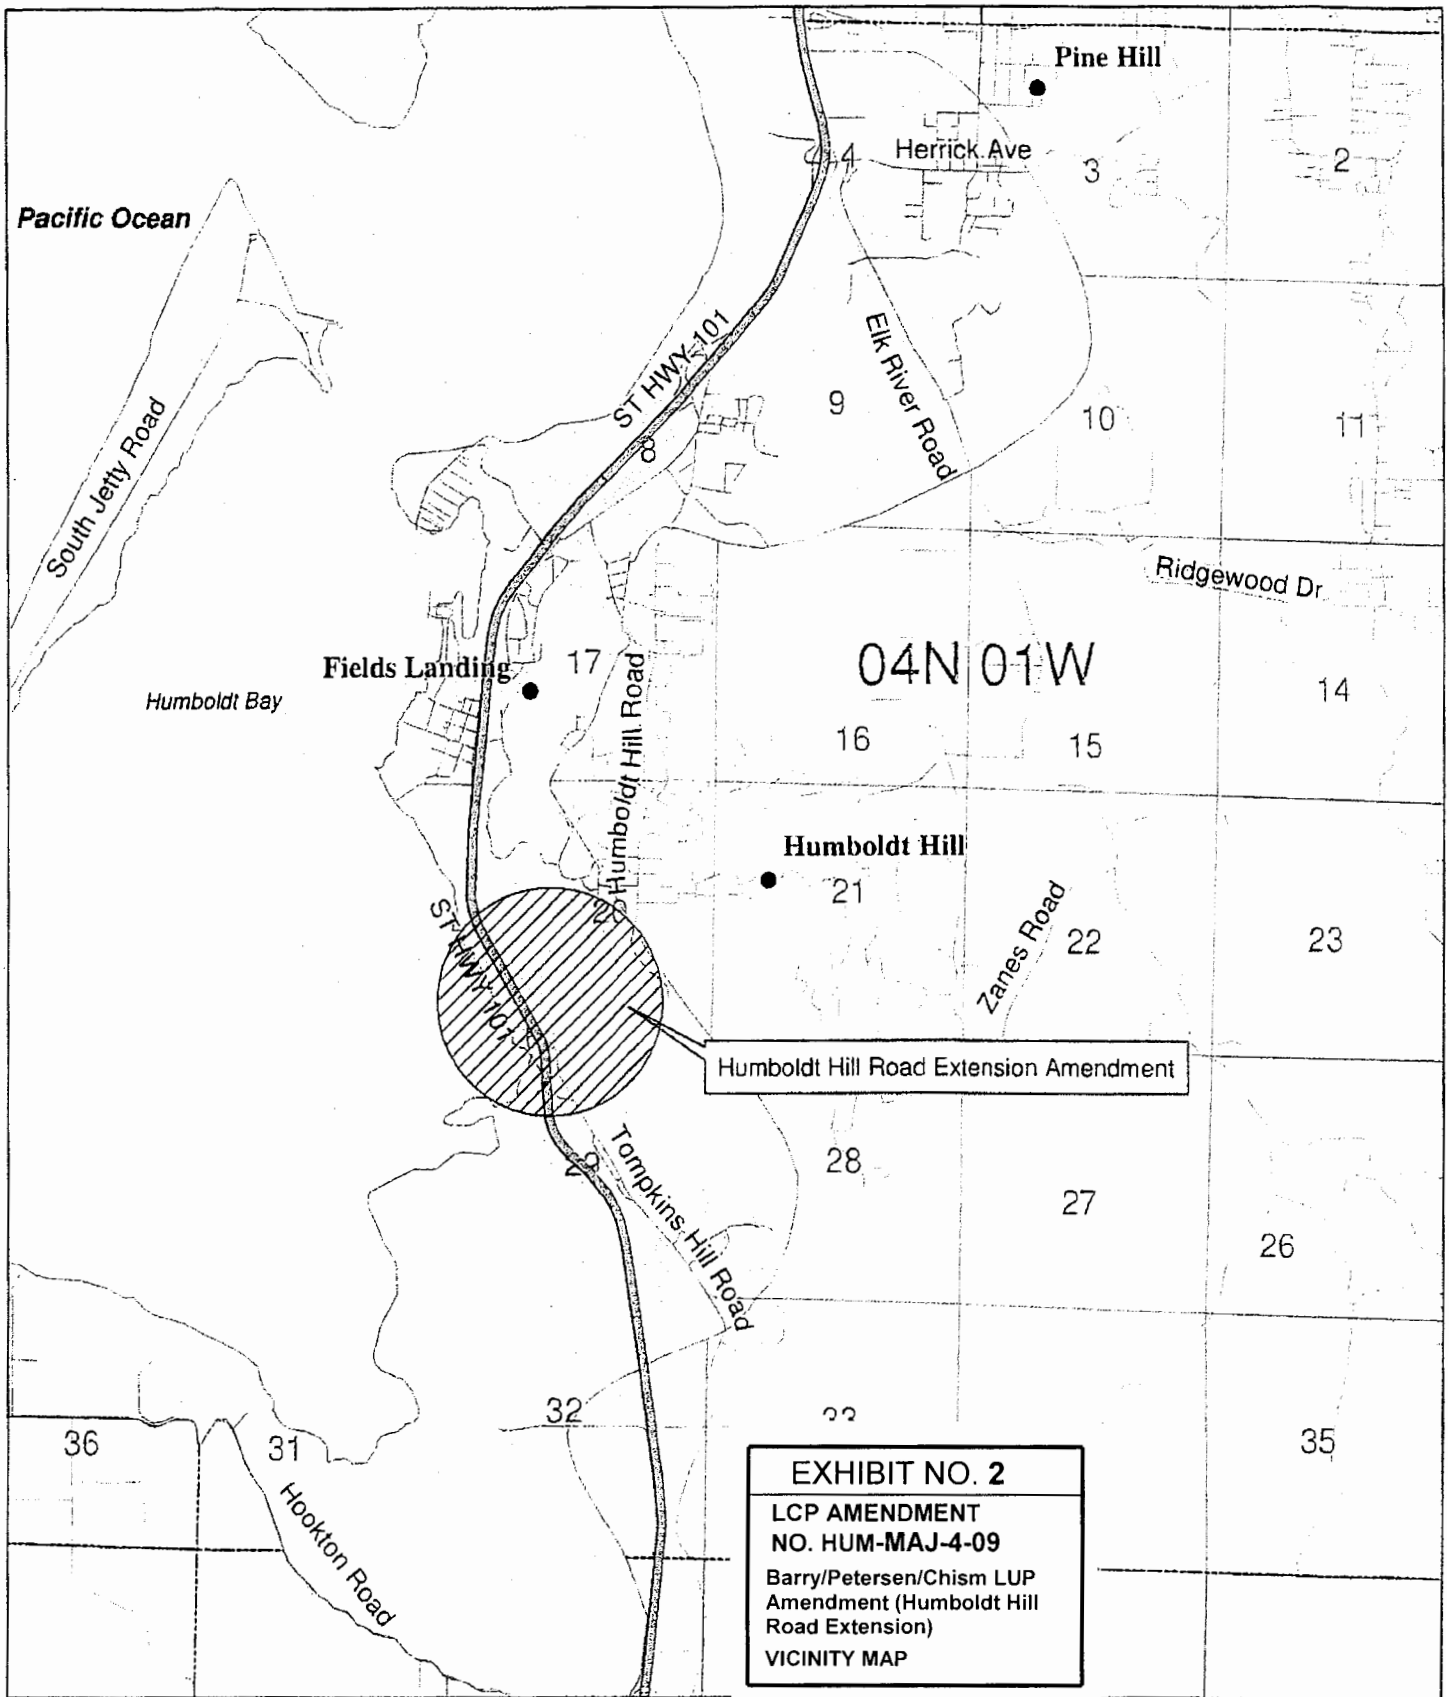 Pine Hill
4
Herrick Ave
3
2
Pacific Ocean
ST HWY 101
Elk River Road
9
10
11
South Jetty Road
8
Ridgewood Dr
Fields Landing
17
Humboldt Hill Road
04N 01W
14
Humboldt Bay
16
15
Humboldt Hill
21
20
Zanes Road
22
23
ST HWY 101
Humboldt Hill Road Extension Amendment
29
Tompkins Hill Road
28
27
26
32
36
31
35
Hookton Road
EXHIBIT NO. 2
LCP AMENDMENT
NO. HUM-MAJ-4-09
Barry/Petersen/Chism LUP
Amendment (Humboldt Hill
Road Extension)
VICINITY MAP